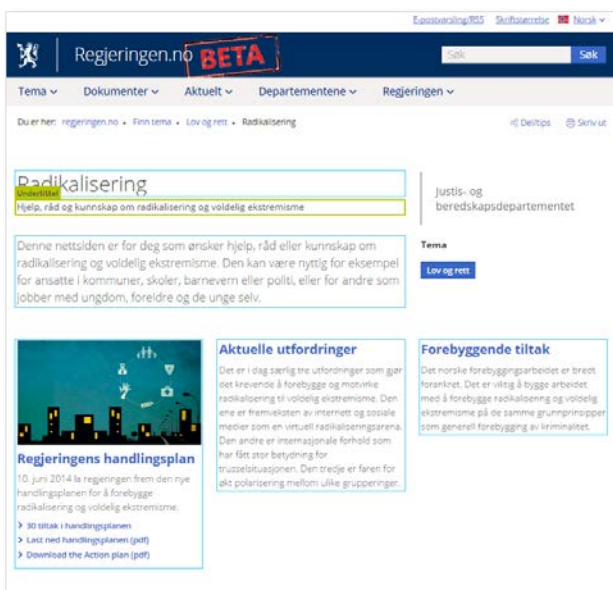 E-postvarsling/RSS Skriftstørrelse Norsk
Regjeringen.no BETA
Søk Søk
Tema Dokumenter Aktuelt Departementene Regjeringen
Du er her: regjeringen.no • Finn tema • Lov og rett • Radikalisering Del/tips Skriv ut
Radikalisering
Undertittel
Hjelp, råd og kunnskap om radikalisering og voldelig ekstremisme
Justis- og
beredskapsdepartementet
Denne nettsiden er for deg som ønsker hjelp, råd eller kunnskap om
radikalisering og voldelig ekstremisme. Den kan være nyttig for eksempel
for ansatte i kommuner, skoler, barnevern eller politi, eller for andre som
jobber med ungdom, foreldre og de unge selv.
Tema
Lov og rett
Regjeringens handlingsplan
10. juni 2014 la regjeringen frem den nye
handlingsplanen for å forebygge
radikalisering og voldelig ekstremisme.
30 tiltak i handlingsplanen
Last ned handlingsplanen (pdf)
Download the Action plan (pdf)
Aktuelle utfordringer
Det er i dag særlig tre utfordringer som gjør
det krevende å forebygge og motvirke
radikalisering til voldelig ekstremisme. Den
ene er fremveksten av internett og sosiale
medier som en virtuell radikaliseringsarena.
Den andre er internasjonale forhold som
har fått stor betydning for
trusselsituasjonen. Den tredje er faren for
økt polarisering mellom ulike grupperinger.
Forebyggende tiltak
Det norske forebyggingsarbeidet er bredt
forankret. Det er viktig å bygge arbeidet
med å forebygge radikalisering og voldelig
ekstremisme på de samme grunnprinsipper
som generell forebygging av kriminalitet.